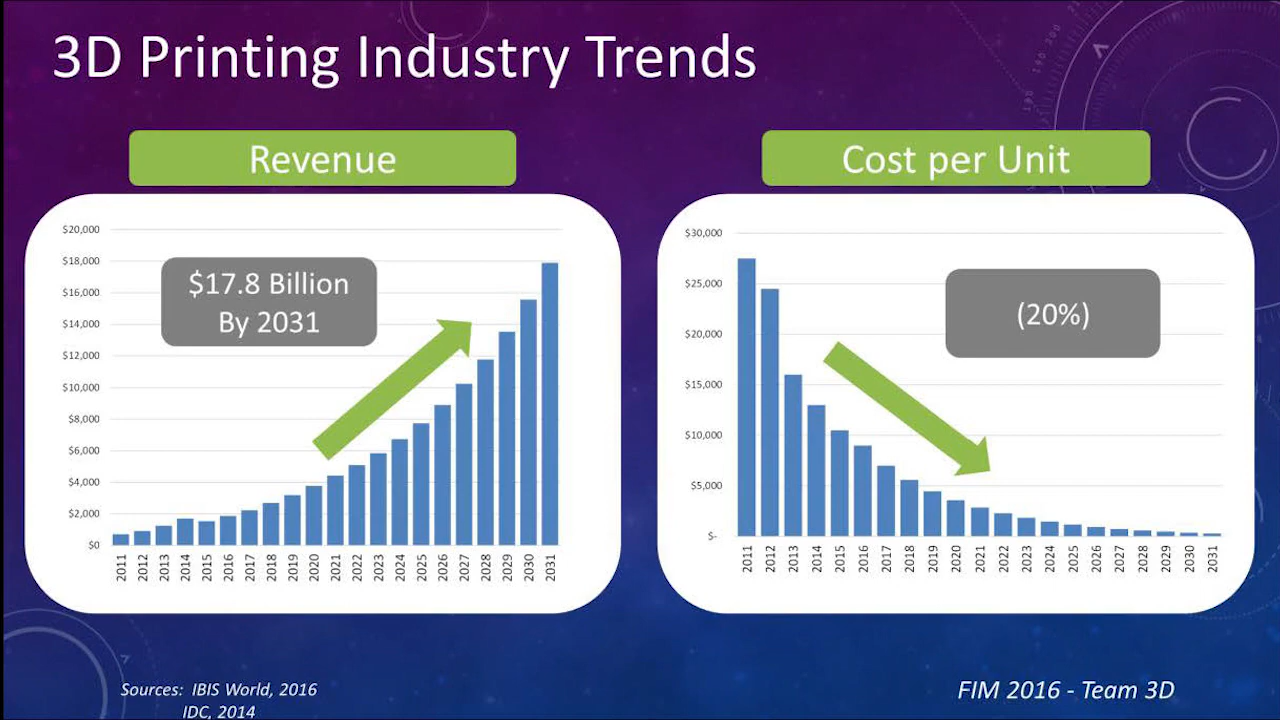 3D Printing Industry Trends
Revenue
Cost per Unit
$20,000
$18,000
$16,000
$14,000
$12,000
$10,000
$8,000
$6,000
$4,000
$2,000
$0
$17.8 Billion
By 2031
2011 2012 2013 2014 2015 2016 2017 2018 2019 2020 2021 2022 2023 2024 2025 2026 2027 2028 2029 2030 2031
$30,000
$25,000
$20,000
$15,000
$10,000
$5,000
$-
(20%)
2011 2012 2013 2014 2015 2016 2017 2018 2019 2020 2021 2022 2023 2024 2025 2026 2027 2028 2029 2030 2031
Sources: IBIS World, 2016
IDC, 2014
FIM 2016 - Team 3D